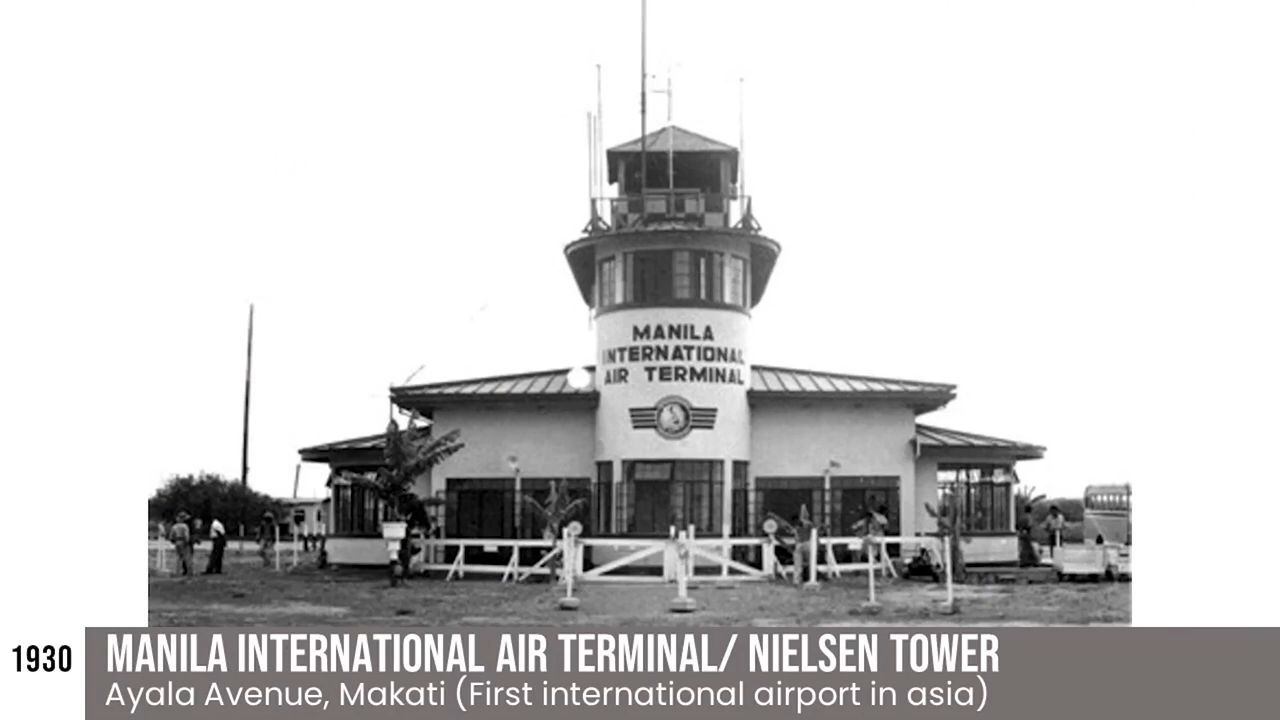 MANILA
INTERNATIONAL
AIR TERMINAL
1930
MANILA INTERNATIONAL AIR TERMINAL/ NIELSEN TOWER
Ayala Avenue, Makati (First international airport in asia)